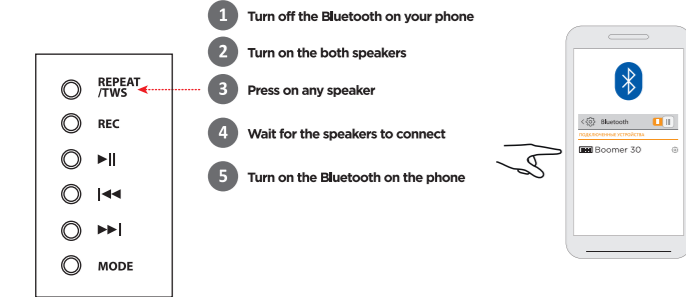 1 Turn off the Bluetooth on your phone
2 Turn on the both speakers
3 Press on any speaker
4 Wait for the speakers to connect
5 Turn on the Bluetooth on the phone
REPEAT
/TWS
REC
MODE
Bluetooth
ПОДКЛЮЧЕННЫЕ УСТРОЙСТВА
Boomer 30